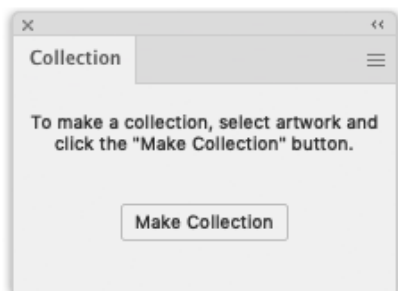 Collection
To make a collection, select artwork and
click the "Make Collection" button.
Make Collection